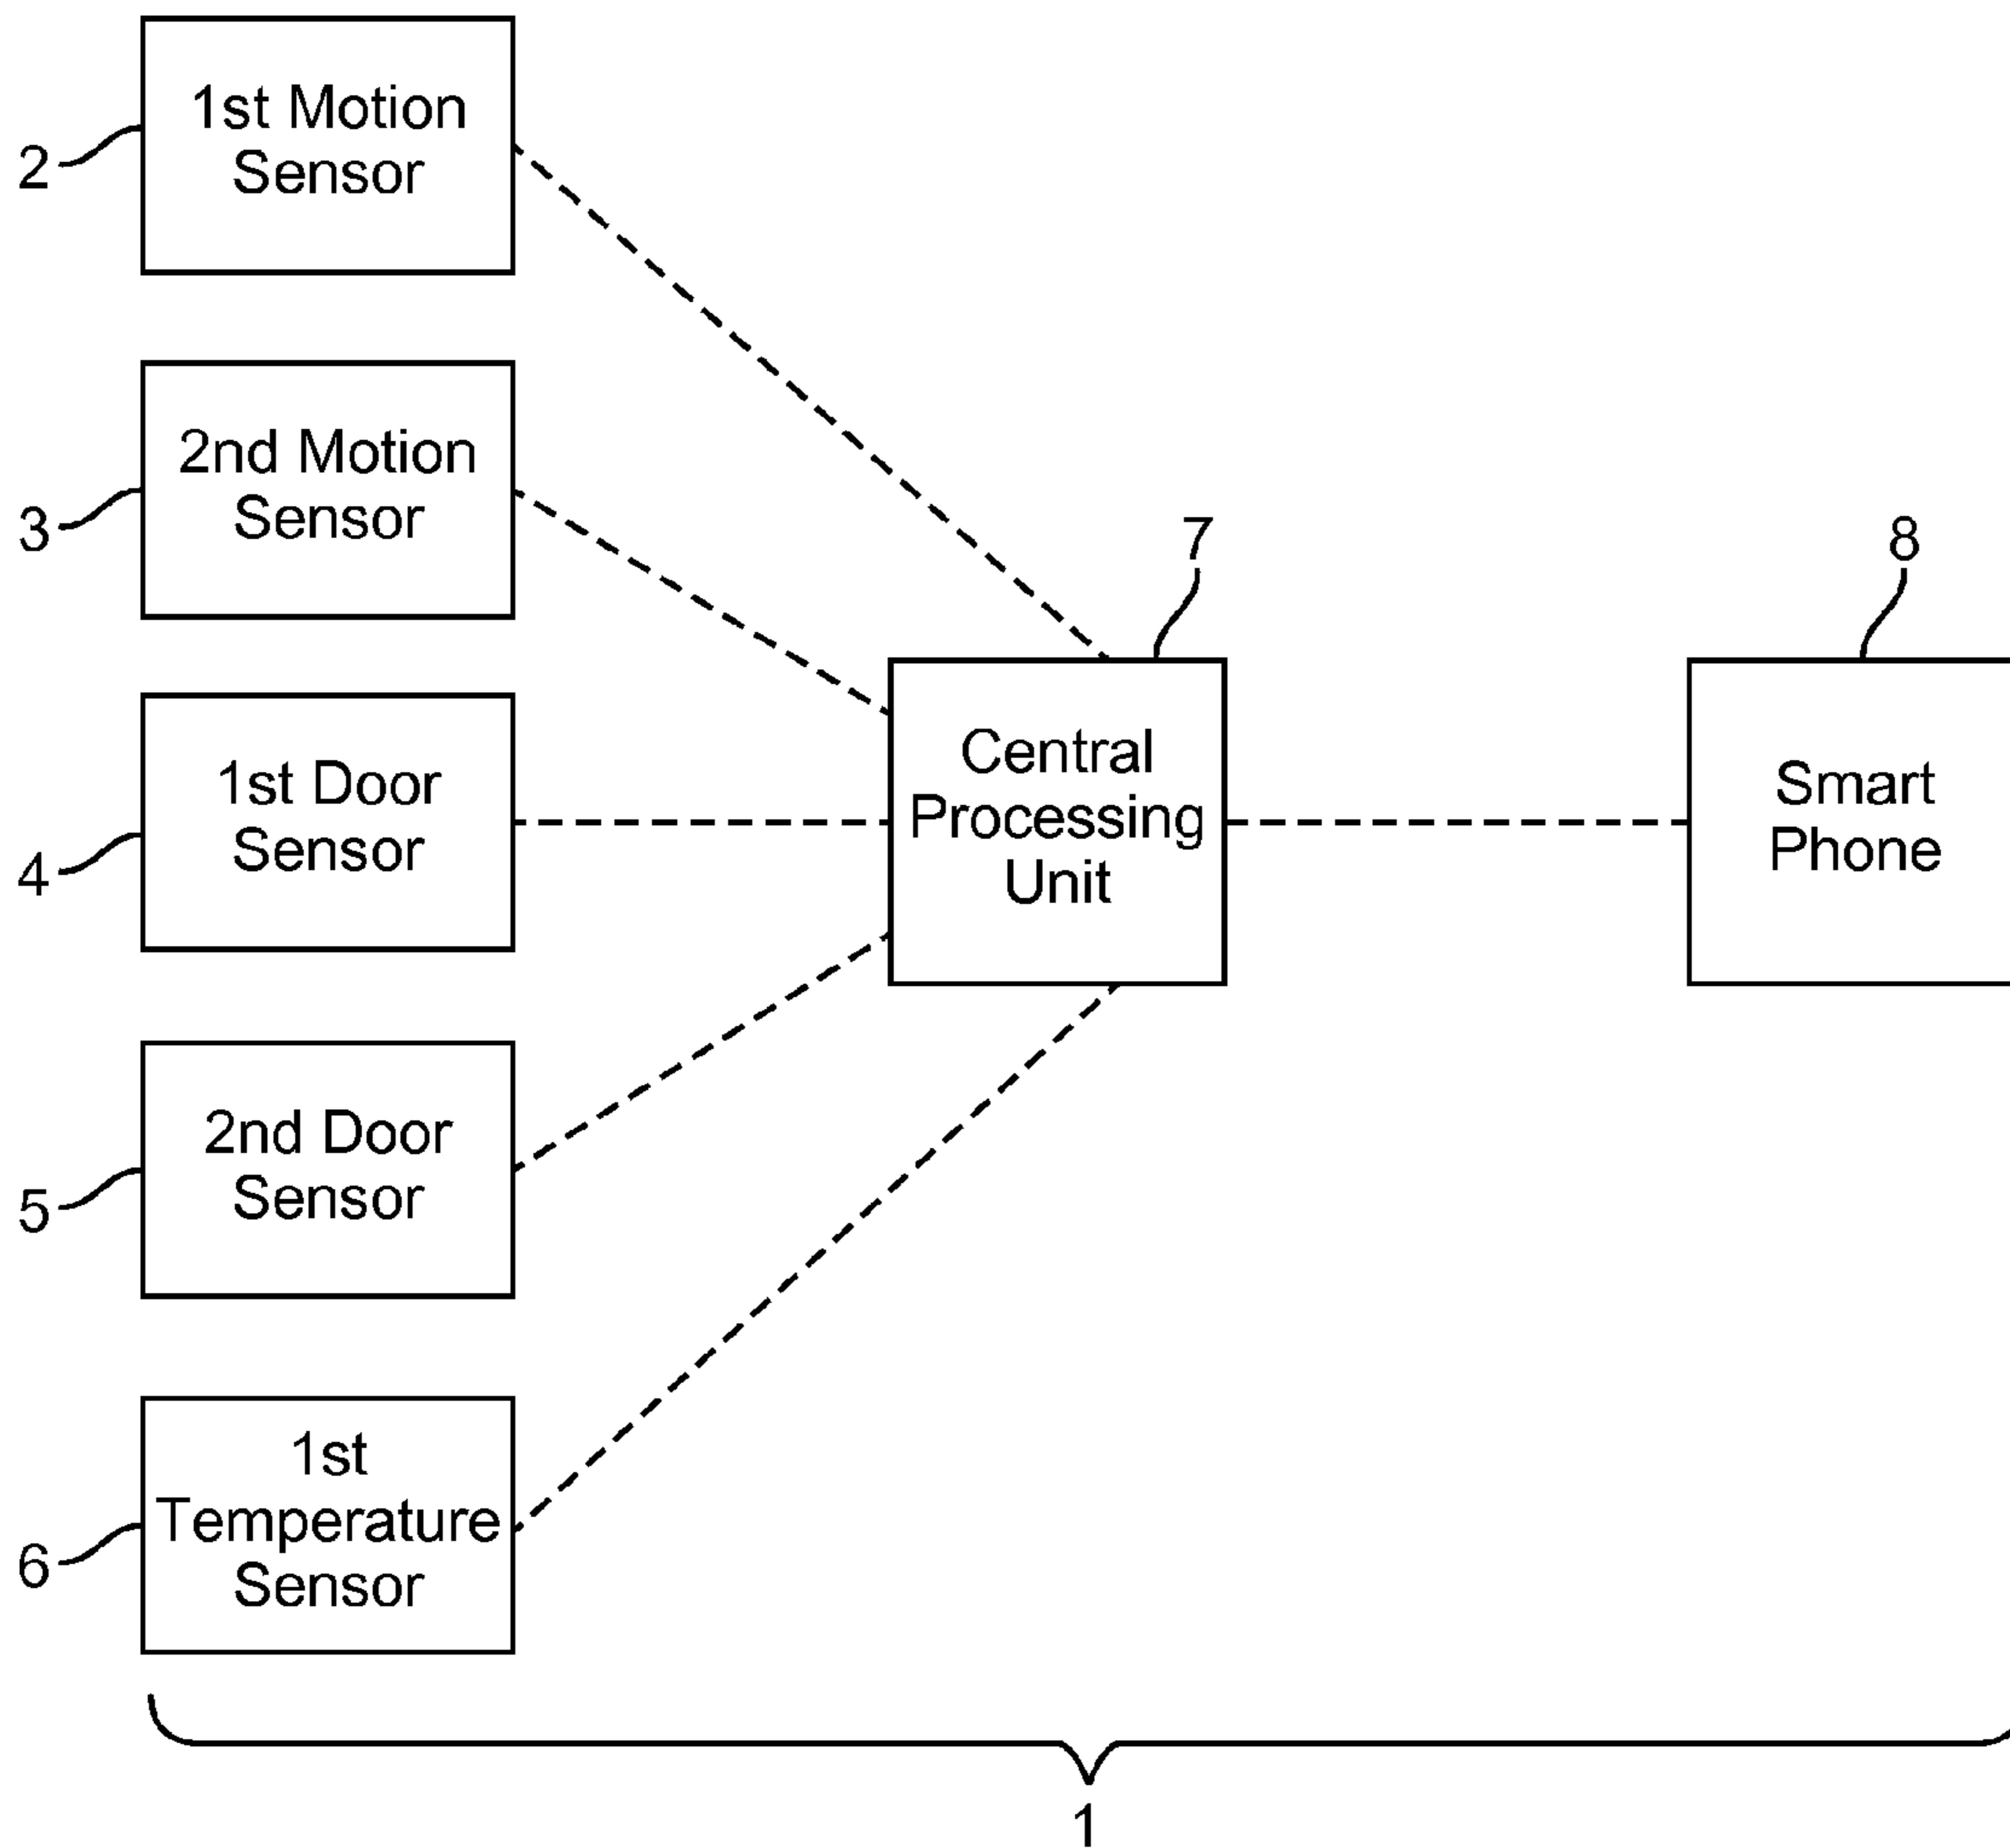 1st Motion
Sensor
2
2nd Motion
Sensor
3
1st Door
Sensor
4
2nd Door
Sensor
5
1st
Temperature
Sensor
6
7
Central
Processing
Unit
8
Smart
Phone
1